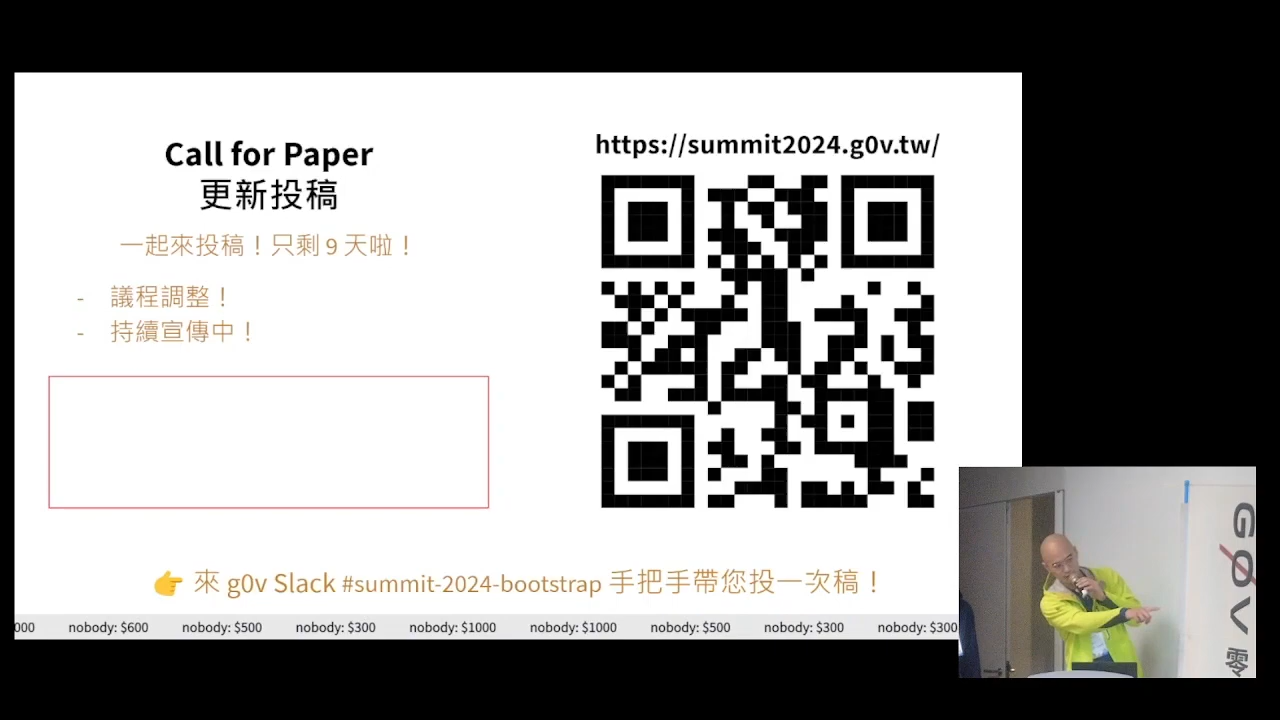 Call for Paper
更新投稿
一起來投稿！只剩 9 天啦！
- 議程調整！
- 持續宣傳中！
https://summit2024.g0v.tw/
👉 來 g0v Slack #summit-2024-bootstrap 手把手帶您投一次稿！
000 nobody: $600 nobody: $500 nobody: $300 nobody: $1000 nobody: $1000 nobody: $500 nobody: $300 nobody: $300
G0V 零